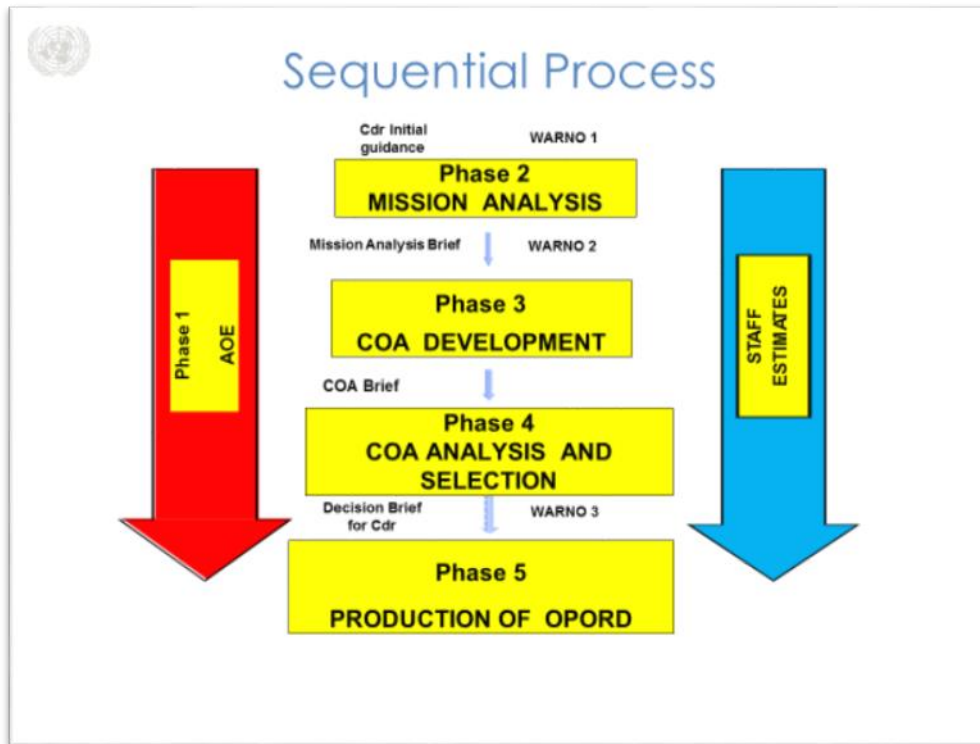 Sequential Process
Cdr Initial
guidance
WARNO 1
Phase 2
MISSION ANALYSIS
Mission Analysis Brief
WARNO 2
Phase 3
COA DEVELOPMENT
COA Brief
Phase 4
COA ANALYSIS AND
SELECTION
Decision Brief
for Cdr
WARNO 3
Phase 5
PRODUCTION OF OPORD
Phase 1
AOE
STAFF
ESTIMATES